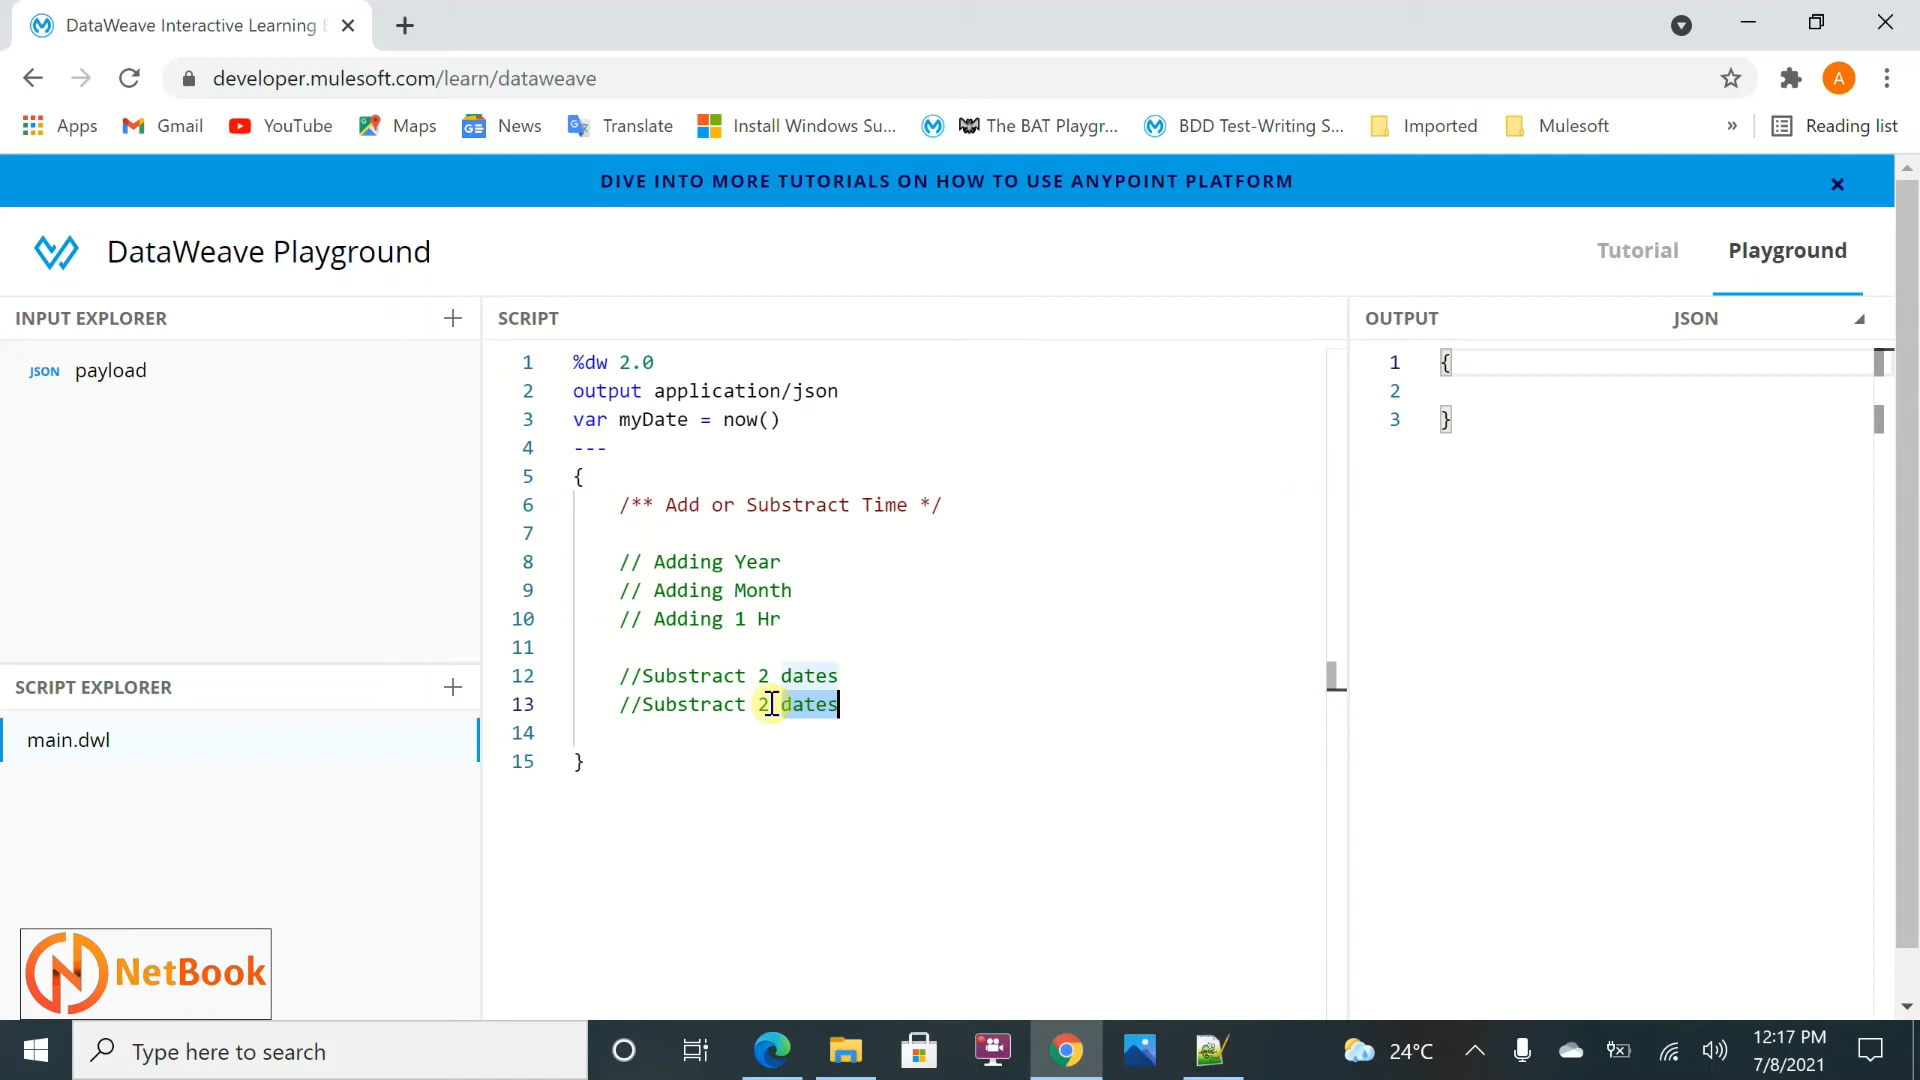 DataWeave Interactive Learning E
developer.mulesoft.com/learn/dataweave
A
Apps
Gmail
YouTube
Maps
News
Translate
Install Windows Su...
The BAT Playgr...
BDD Test-Writing S...
Imported
Mulesoft
»
Reading list
DIVE INTO MORE TUTORIALS ON HOW TO USE ANYPOINT PLATFORM
DataWeave Playground
Tutorial
Playground
INPUT EXPLORER
SCRIPT
OUTPUT
JSON
JSON payload
1 %dw 2.0
2 output application/json
3 var myDate = now()
4 ---
5 {
6 /** Add or Substract Time */
7
8 // Adding Year
9 // Adding Month
10 // Adding 1 Hr
11
12 //Substract 2 dates
13 //Substract 2 dates
14
15 }
1 {
2
3 }
SCRIPT EXPLORER
main.dwl
NetBook
Type here to search
24°C
12:17 PM
7/8/2021